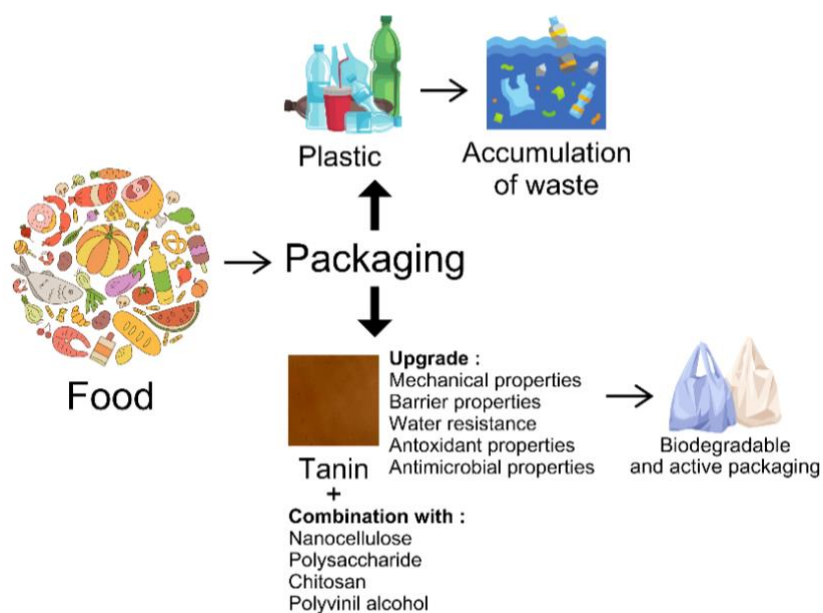 Plastic
Accumulation
of waste
Food
Packaging
Upgrade :
Mechanical properties
Barrier properties
Water resistance
Antoxidant properties
Antimicrobial properties
Tanin
+
Combination with :
Nanocellulose
Polysaccharide
Chitosan
Polyvinil alcohol
Biodegradable
and active packaging